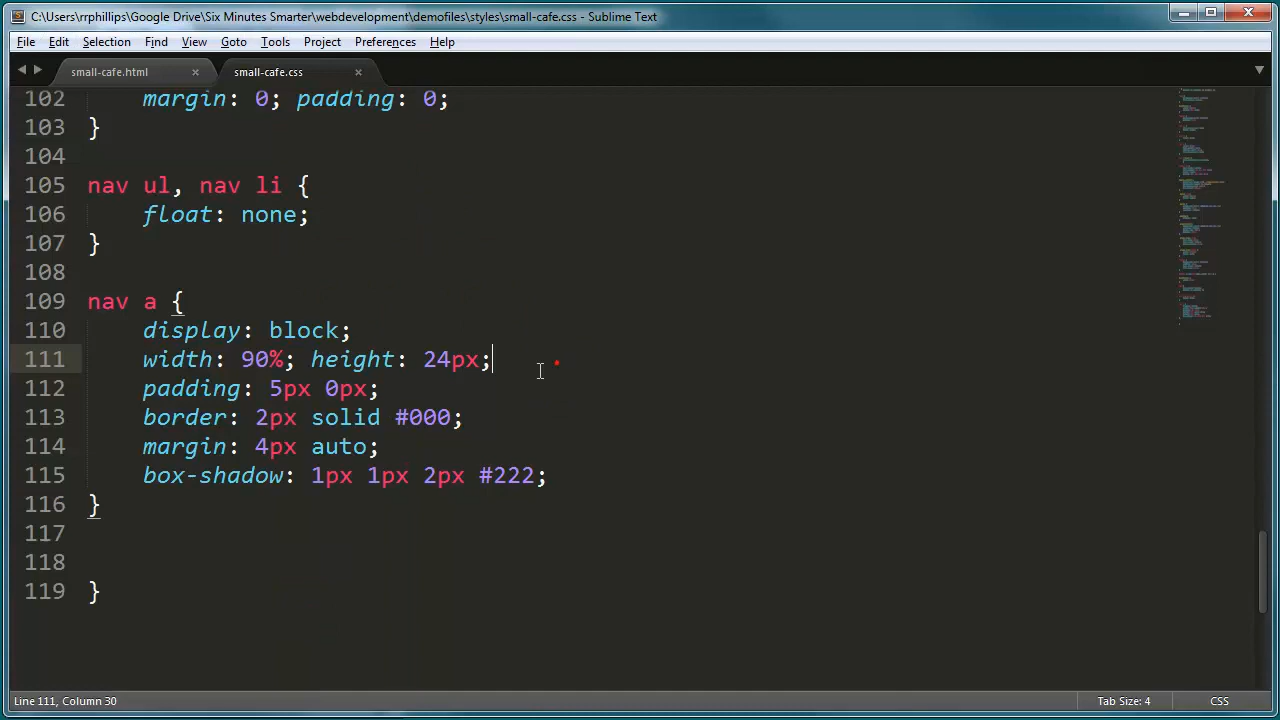 C:\Users\rrphillips\Google Drive\Six Minutes Smarter\webdevelopment\demofiles\styles\small-cafe.css - Sublime Text
File Edit Selection Find View Goto Tools Project Preferences Help
small-cafe.html × small-cafe.css ×
102 margin: 0; padding: 0;
103 }
104
105 nav ul, nav li {
106 float: none;
107 }
108
109 nav a {
110 display: block;
111 width: 90%; height: 24px;
112 padding: 5px 0px;
113 border: 2px solid #000;
114 margin: 4px auto;
115 box-shadow: 1px 1px 2px #222;
116 }
117
118
119 }
Line 111, Column 30 Tab Size: 4 CSS